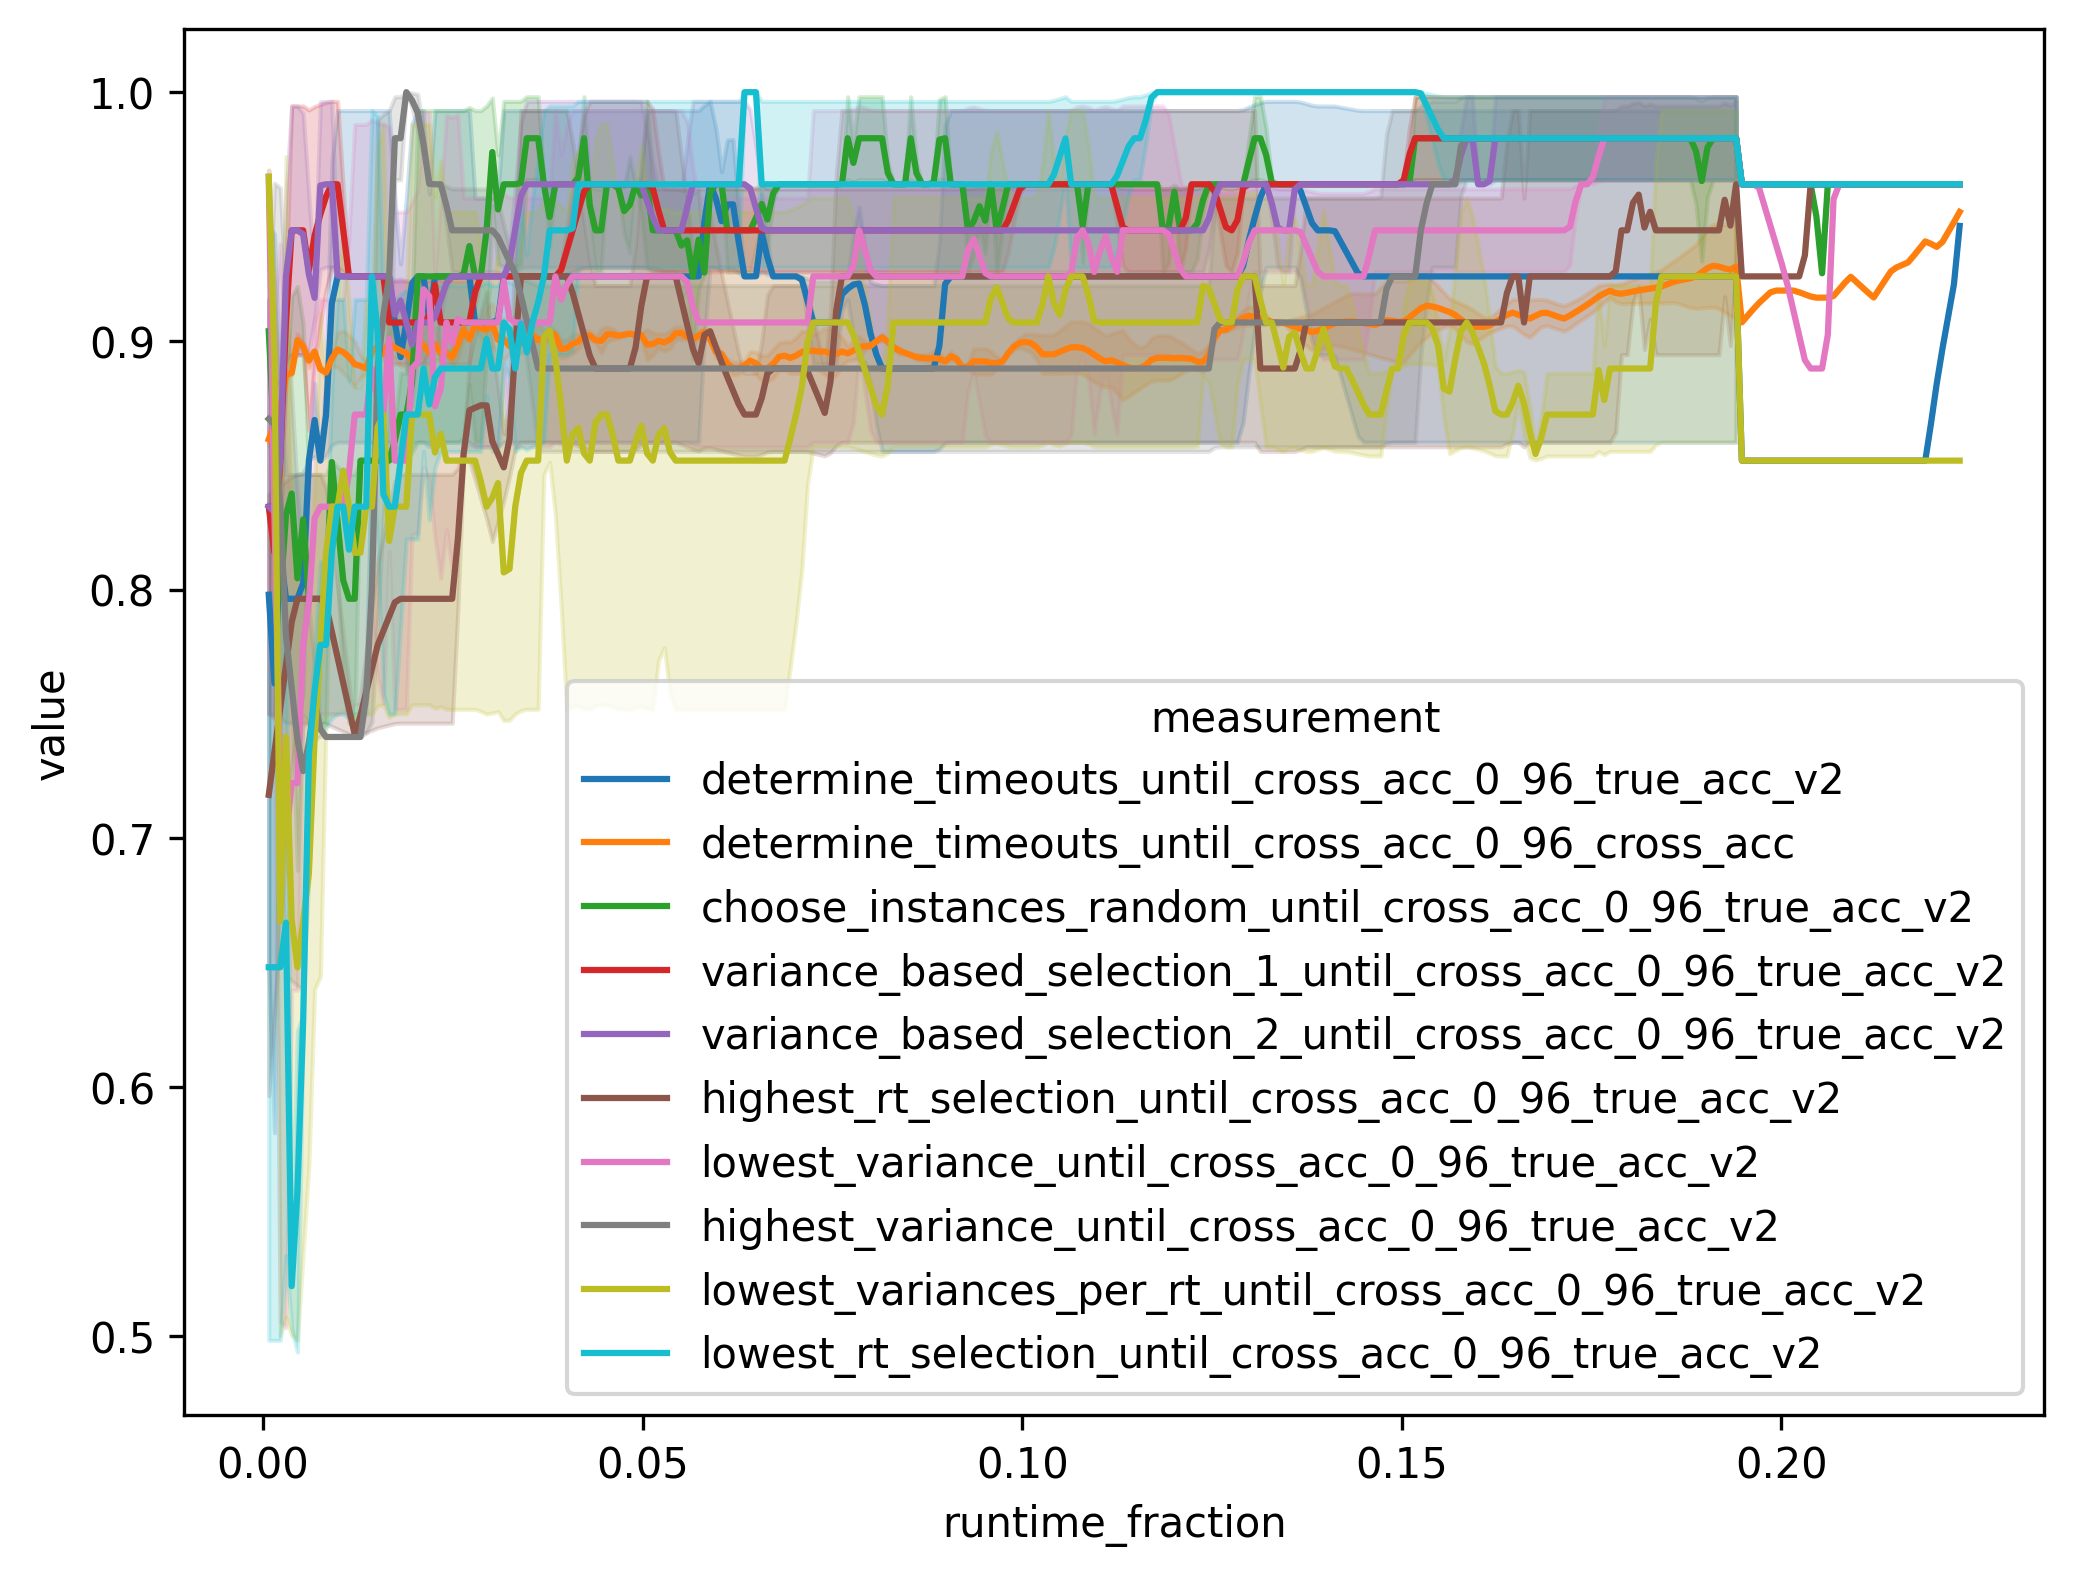 1.0
0.9
0.8
0.7
0.6
0.5
value
measurement
determine_timeouts_until_cross_acc_0_96_true_acc_v2
determine_timeouts_until_cross_acc_0_96_cross_acc
choose_instances_random_until_cross_acc_0_96_true_acc_v2
variance_based_selection_1_until_cross_acc_0_96_true_acc_v2
variance_based_selection_2_until_cross_acc_0_96_true_acc_v2
highest_rt_selection_until_cross_acc_0_96_true_acc_v2
lowest_variance_until_cross_acc_0_96_true_acc_v2
highest_variance_until_cross_acc_0_96_true_acc_v2
lowest_variances_per_rt_until_cross_acc_0_96_true_acc_v2
lowest_rt_selection_until_cross_acc_0_96_true_acc_v2
0.00 0.05 0.10 0.15 0.20
runtime_fraction